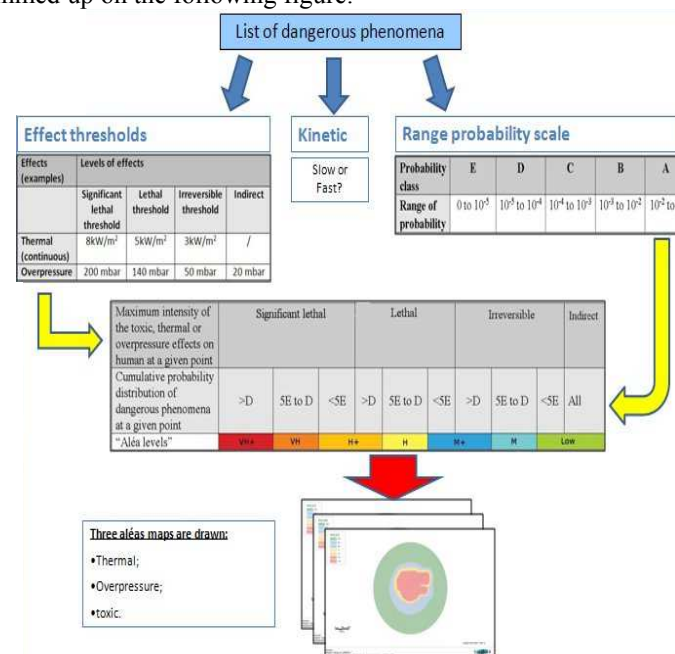 on the following figure:
List of dangerous phenomena
Effect thresholds
Effects (examples) Levels of effects
Significant lethal threshold Lethal threshold Irreversible threshold Indirect
Thermal (continuous) 8kW/m² 5kW/m² 3kW/m² /
Overpressure 200 mbar 140 mbar 50 mbar 20 mbar
Kinetic
Slow or
Fast?
Range probability scale
Probability class E D C B A
Range of probability 0 to 10⁻⁵ 10⁻⁵ to 10⁻⁴ 10⁻⁴ to 10⁻³ 10⁻³ to 10⁻² 10⁻² to
Maximum intensity of the toxic, thermal or overpressure effects on human at a given point Significant lethal Lethal Irreversible Indirect
Cumulative probability distribution of dangerous phenomena at a given point >D 5E to D <5E >D 5E to D <5E >D 5E to D <5E All
"Aléa levels" VH+ VH H+ H M+ M Low
Three aléas maps are drawn:
•Thermal;
•Overpressure;
•toxic.